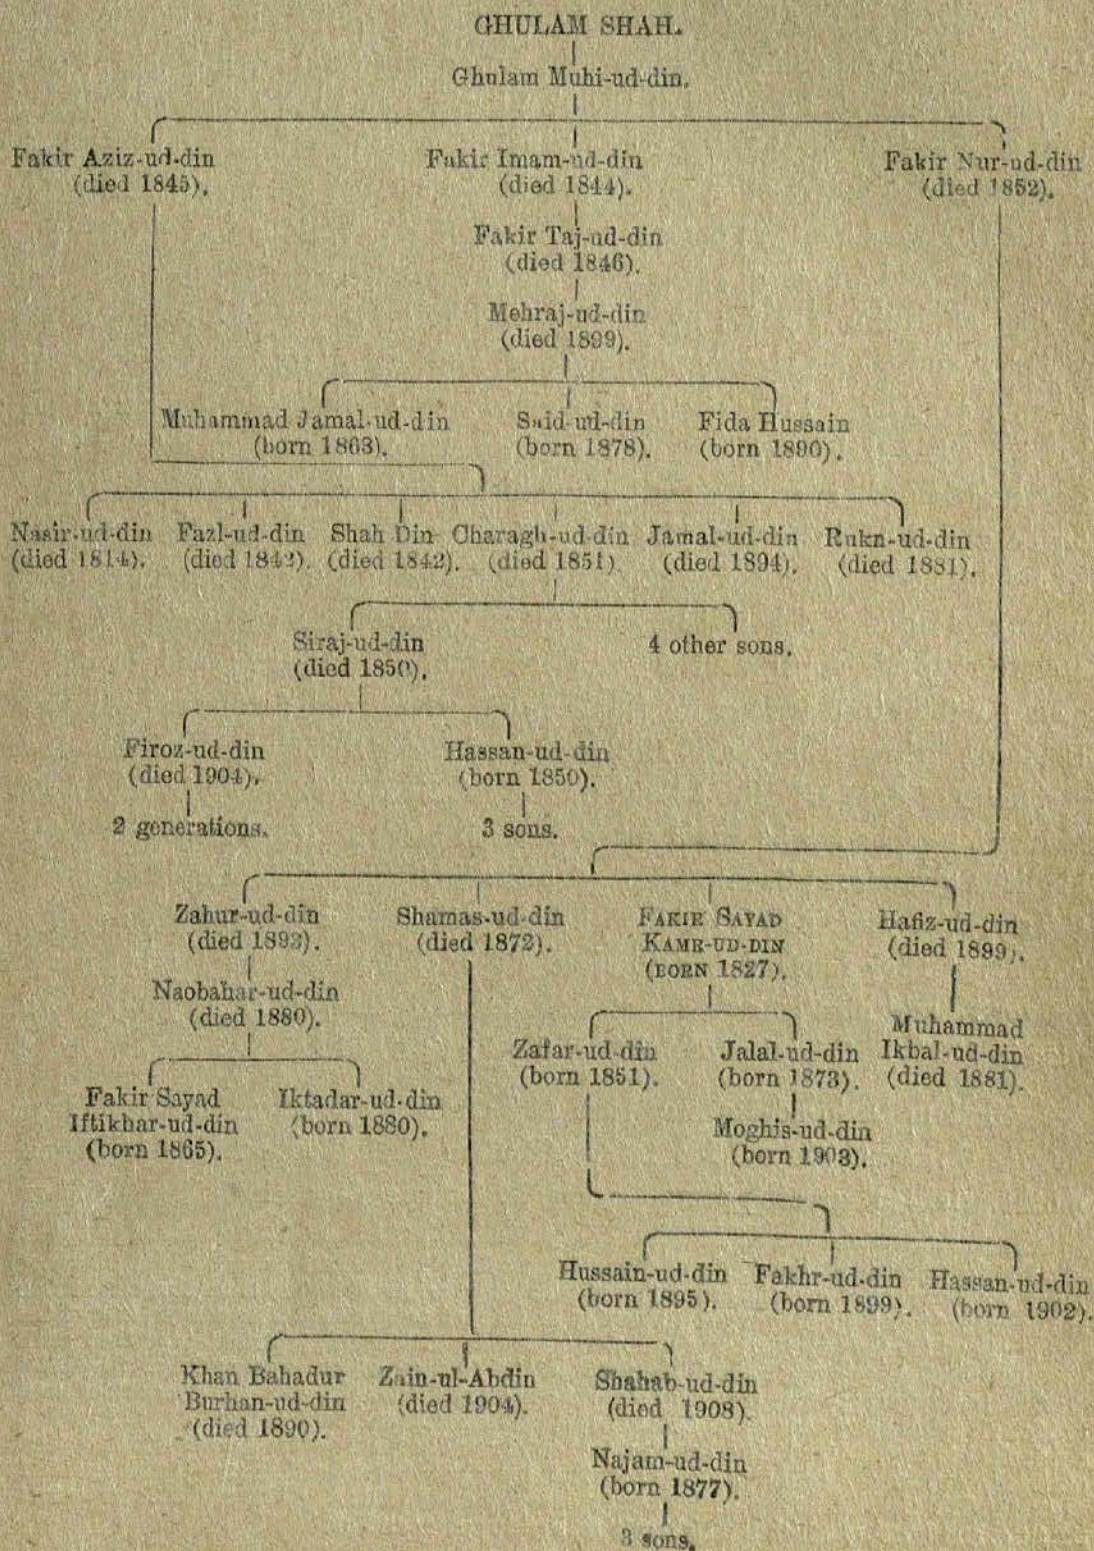 GHULAM SHAH.
Ghulam Muhi-ud-din.
Fakir Aziz-ud-din Fakir Imam-ud-din Fakir Nur-ud-din
(died 1845). (died 1844). (died 1852).
Fakir Taj-ud-din
(died 1846).
Mehraj-ud-din
(died 1899).
Muhammad Jamal-ud-din Said-ud-din Fida Hussain
(born 1863). (born 1878). (born 1890).
Nasir-ud-din Fazl-ud-din Shah Din Charagh-ud-din Jamal-ud-din Rukn-ud-din
(died 1814). (died 1842). (died 1842). (died 1851). (died 1894). (died 1881).
Siraj-ud-din 4 other sons.
(died 1850).
Firoz-ud-din Hassan-ud-din
(died 1904). (born 1850).
2 generations. 3 sons.
Zahur-ud-din Shamas-ud-din FAKIR SAYAD Hafiz-ud-din
(died 1893). (died 1872). KAMR-UD-DIN (died 1899).
(BORN 1827).
Naobahar-ud-din
(died 1880).
Zafar-ud-din Jalal-ud-din Muhammad
(born 1851). (born 1873). Ikbal-ud-din
(died 1881).
Fakir Sayad Iktadar-ud-din
Iftikhar-ud-din (born 1880).
(born 1865).
Moghis-ud-din
(born 1903).
Hussain-ud-din Fakhr-ud-din Hassan-ud-din
(born 1895). (born 1899). (born 1902).
Khan Bahadur Zain-ul-Abdin Shahab-ud-din
Burhan-ud-din (died 1904). (died 1908).
(died 1890).
Najam-ud-din
(born 1877).
3 sons.